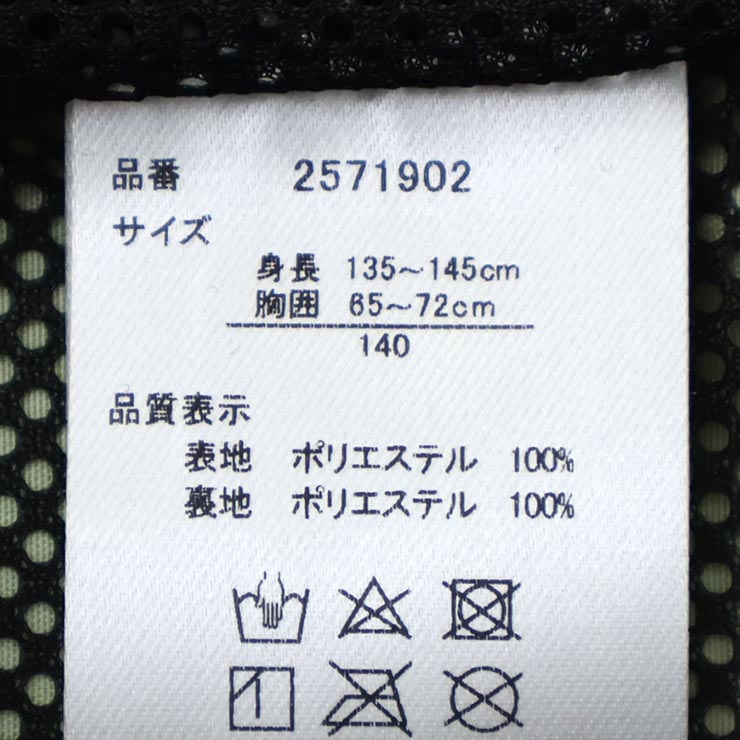 品番 2571902
サイズ
身長 135～145cm
胸囲 65～72cm
140
品質表示
表地 ポリエステル 100%
裏地 ポリエステル 100%